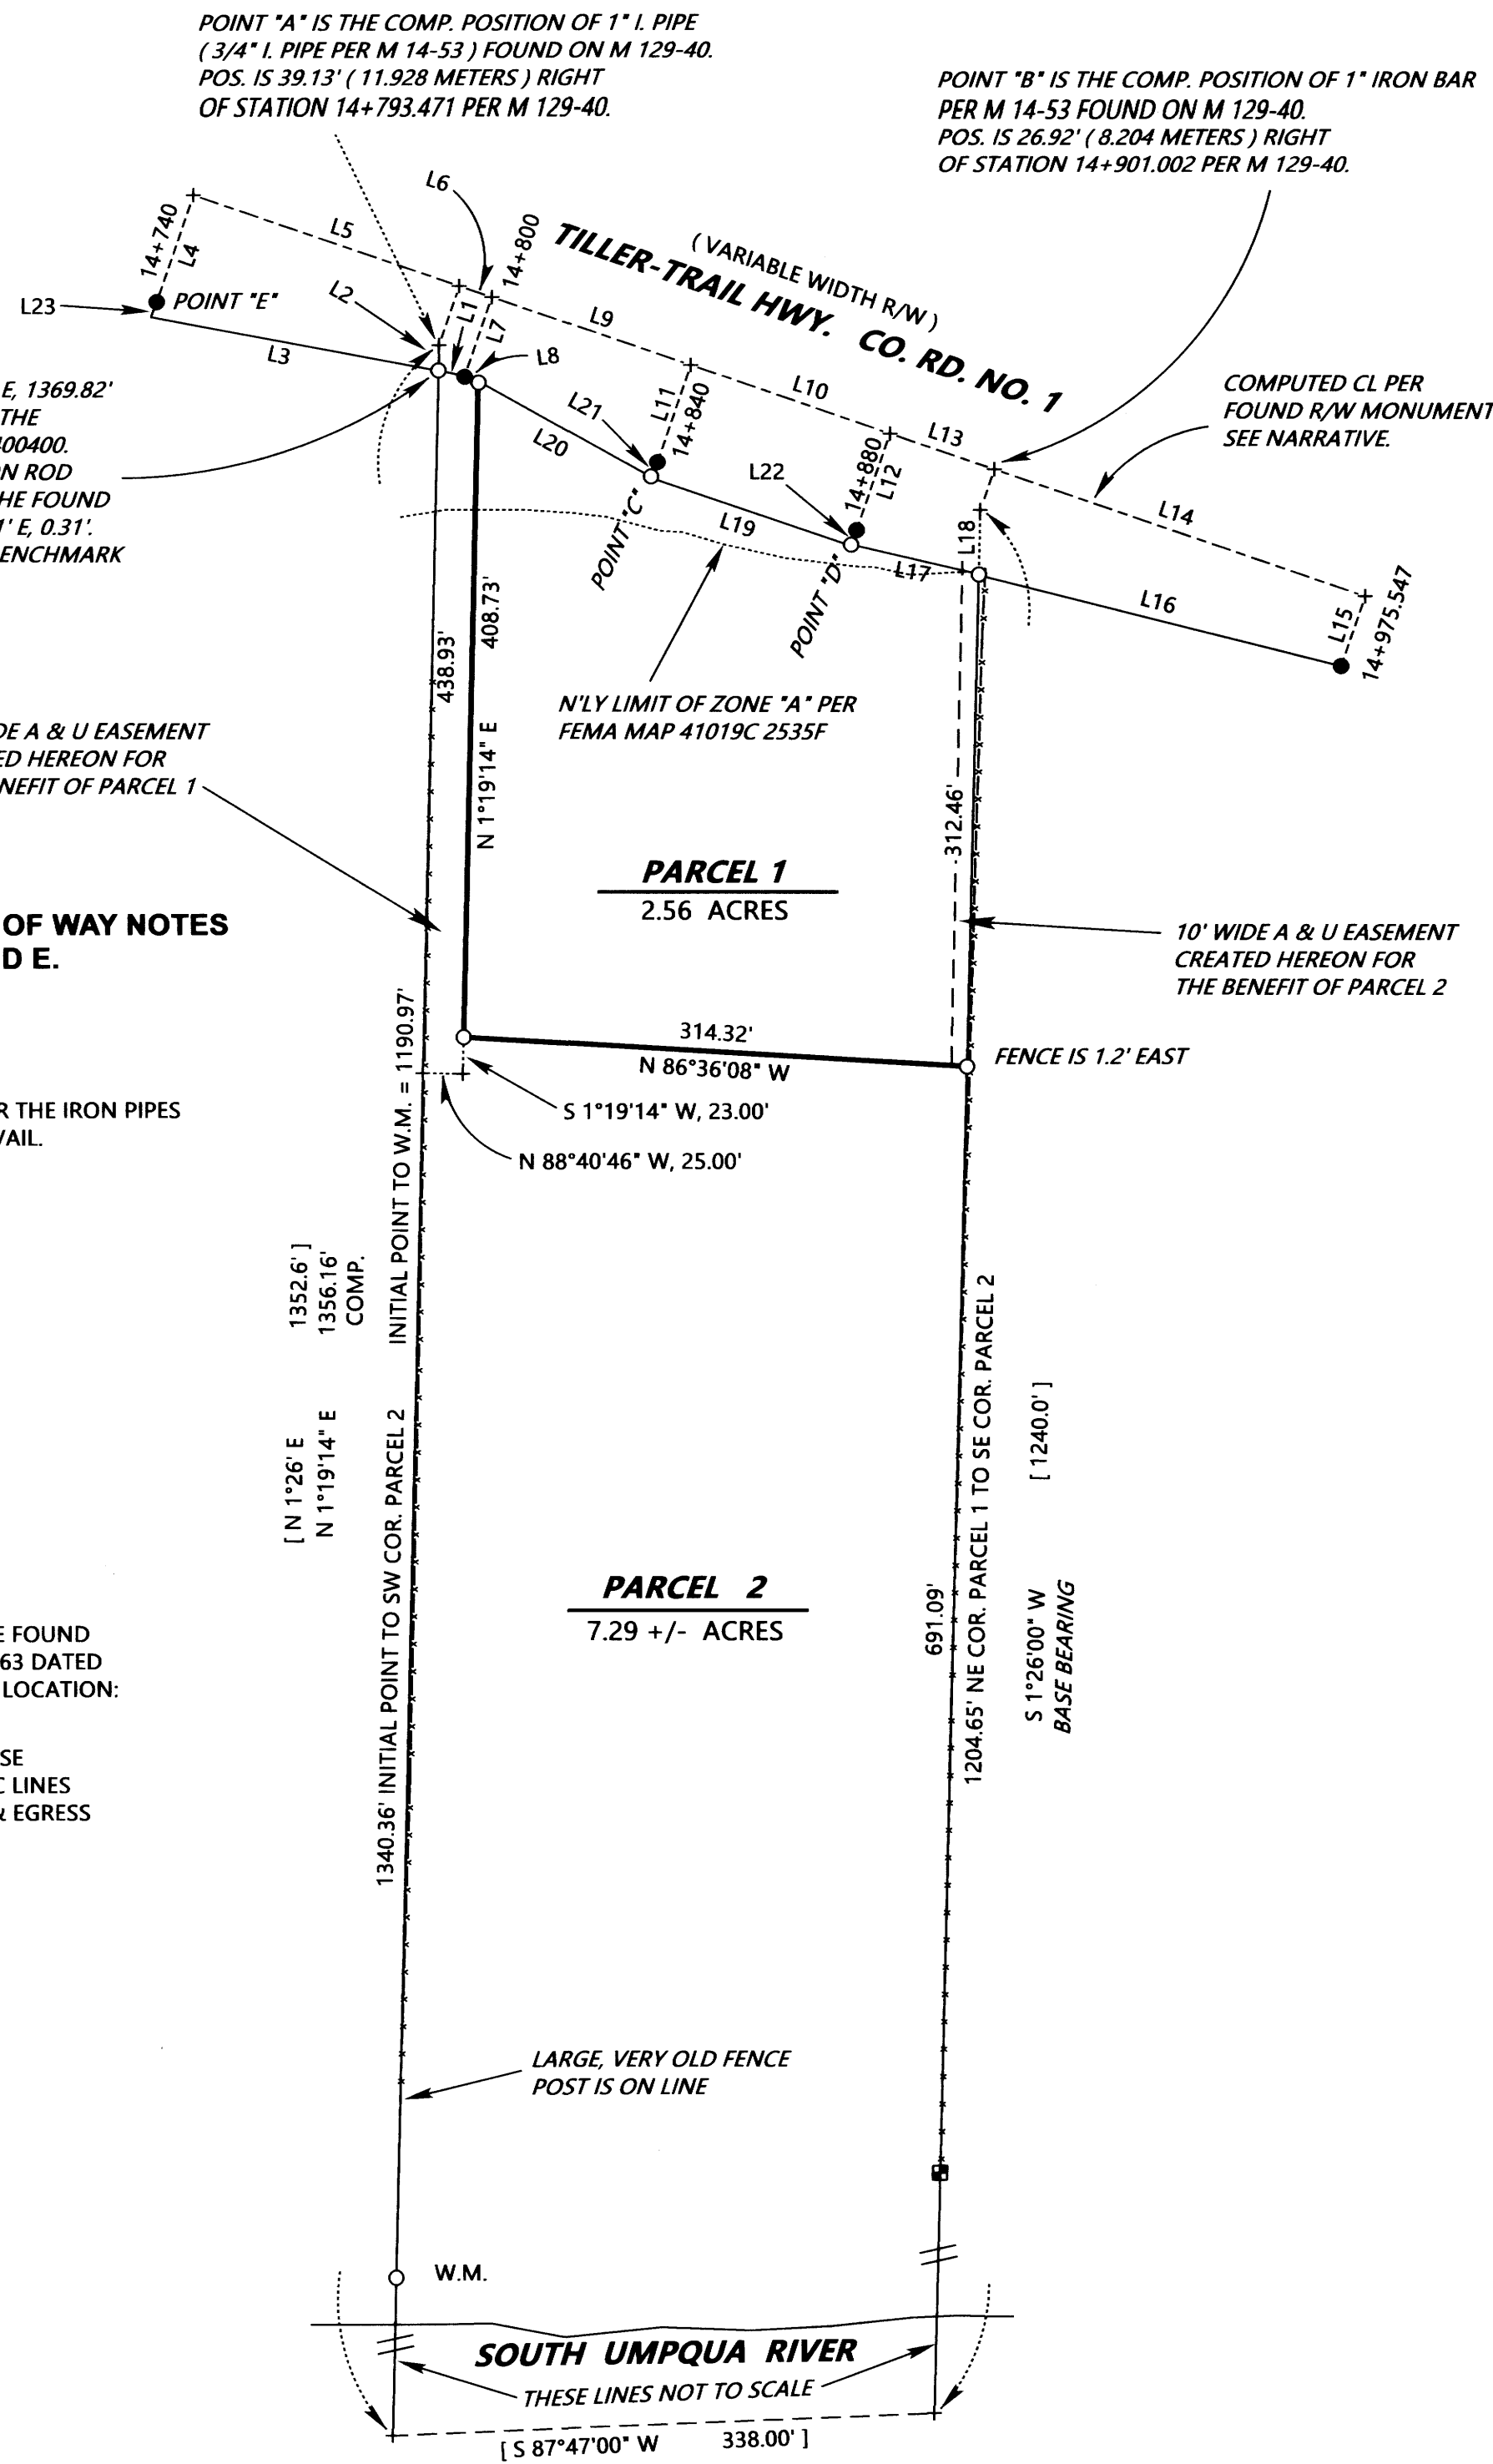 POINT "A" IS THE COMP. POSITION OF 1" I. PIPE
( 3/4" I. PIPE PER M 14-53 ) FOUND ON M 129-40.
POS. IS 39.13' ( 11.928 METERS ) RIGHT
OF STATION 14+793.471 PER M 129-40.
POINT "B" IS THE COMP. POSITION OF 1" IRON BAR
PER M 14-53 FOUND ON M 129-40.
POS. IS 26.92' ( 8.204 METERS ) RIGHT
OF STATION 14+901.002 PER M 129-40.
L6
14+740
L4
L5
14+800
( VARIABLE WIDTH R/W )
TILLER-TRAIL HWY. CO. RD. NO. 1
L23
POINT "E"
L2
L1
L7
L9
L3
L8
L10
L11
14+840
L21
L20
L13
COMPUTED CL PER
FOUND R/W MONUMENT
SEE NARRATIVE.
E, 1369.82'
THE
400400.
ON ROD
HE FOUND
1' E, 0.31'.
ENCHMARK
L22
14+880
L12
L14
L19
L18
POINT "C"
POINT "D"
L17
L16
L15
14+975.547
438.93'
408.73'
N 1°19'14" E
N'LY LIMIT OF ZONE "A" PER
FEMA MAP 41019C 2535F
DE A & U EASEMENT
ED HEREON FOR
NEFIT OF PARCEL 1
312.46'
PARCEL 1
2.56 ACRES
OF WAY NOTES
D E.
10' WIDE A & U EASEMENT
CREATED HEREON FOR
THE BENEFIT OF PARCEL 2
314.32'
N 86°36'08" W
FENCE IS 1.2' EAST
S 1°19'14" W, 23.00'
N 88°40'46" W, 25.00'
R THE IRON PIPES
VAIL.
INITIAL POINT TO W.M. = 1190.97'
[ N 1°26' E 1352.6' ]
N 1°19'14" E 1356.16'
COMP.
1340.36' INITIAL POINT TO SW COR. PARCEL 2
PARCEL 2
7.29 +/- ACRES
691.09'
1204.65' NE COR. PARCEL 1 TO SE COR. PARCEL 2
S 1°26'00" W [ 1240.0' ]
BASE BEARING
E FOUND
63 DATED
LOCATION:
SE
C LINES
& EGRESS
LARGE, VERY OLD FENCE
POST IS ON LINE
W.M.
SOUTH UMPQUA RIVER
THESE LINES NOT TO SCALE
[ S 87°47'00" W 338.00' ]